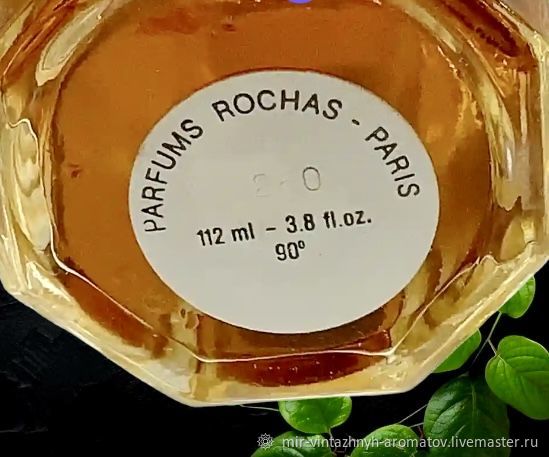 PARFUMS ROCHAS - PARIS
112 ml - 3.8 fl.oz.
90°
mir-vintazhnyh-aromatov.livemaster.ru